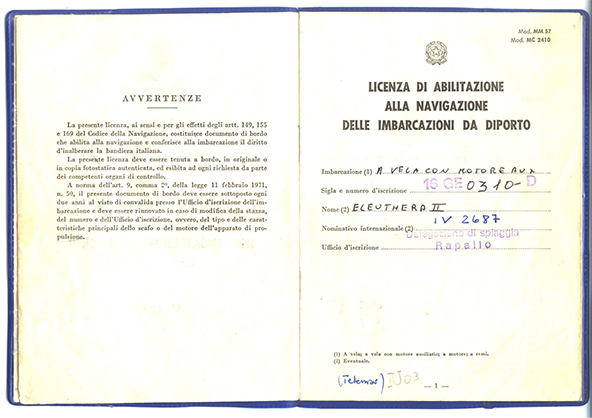 AVVERTENZE
La presente licenza, ai sensi e per gli effetti degli artt. 149, 155
e 169 del Codice della Navigazione, costituisce documento di bordo
che abilita alla navigazione e conferisce alla imbarcazione il diritto
d'inalberare la bandiera italiana.
La presente licenza deve essere tenuta a bordo, in originale o
in copia fotostatica autenticata, ed esibita ad ogni richiesta da parte
dei competenti organi di controllo.
A norma dell'art. 9, comma 2º, della legge 11 febbraio 1971,
n. 50, il presente documento di bordo deve essere sottoposto ogni
due anni al visto di convalida presso l'Ufficio d'iscrizione dell'im-
barcazione e deve essere rinnovato in caso di modifica della stazza,
del numero e dell'Ufficio d'iscrizione, ovvero, del tipo e delle carat-
teristiche principali dello scafo o del motore dell'apparato di pro-
pulsione.
Mod. MM 57
Mod. MC 2410
LICENZA DI ABILITAZIONE
ALLA NAVIGAZIONE
DELLE IMBARCAZIONI DA DIPORTO
Imbarcazione (1) A VELA CON MOTORE AUX
Sigla e numero d'iscrizione 16 GE 0310-D
Nome (2) ELEUTHERA II
IV 2687
Nominativo internazionale (2)
Delegazione di spiaggia
Ufficio d'iscrizione Rapallo
(1) A vela; a vela con motore ausiliario; a motore; a remi.
(2) Eventuale.
(Telemar) IJ03
— 1 —